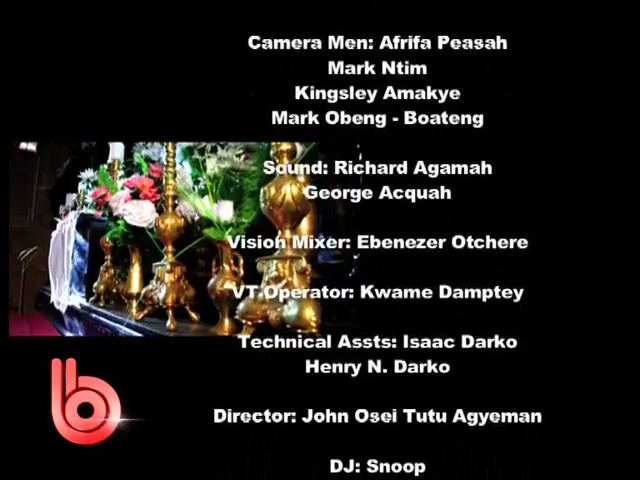 Camera Men: Afrifa Peasah
Mark Ntim
Kingsley Amakye
Mark Obeng - Boateng
Sound: Richard Agamah
George Acquah
Vision Mixer: Ebenezer Otchere
VT Operator: Kwame Damptey
Technical Assts: Isaac Darko
Henry N. Darko
Director: John Osei Tutu Agyeman
DJ: Snoop